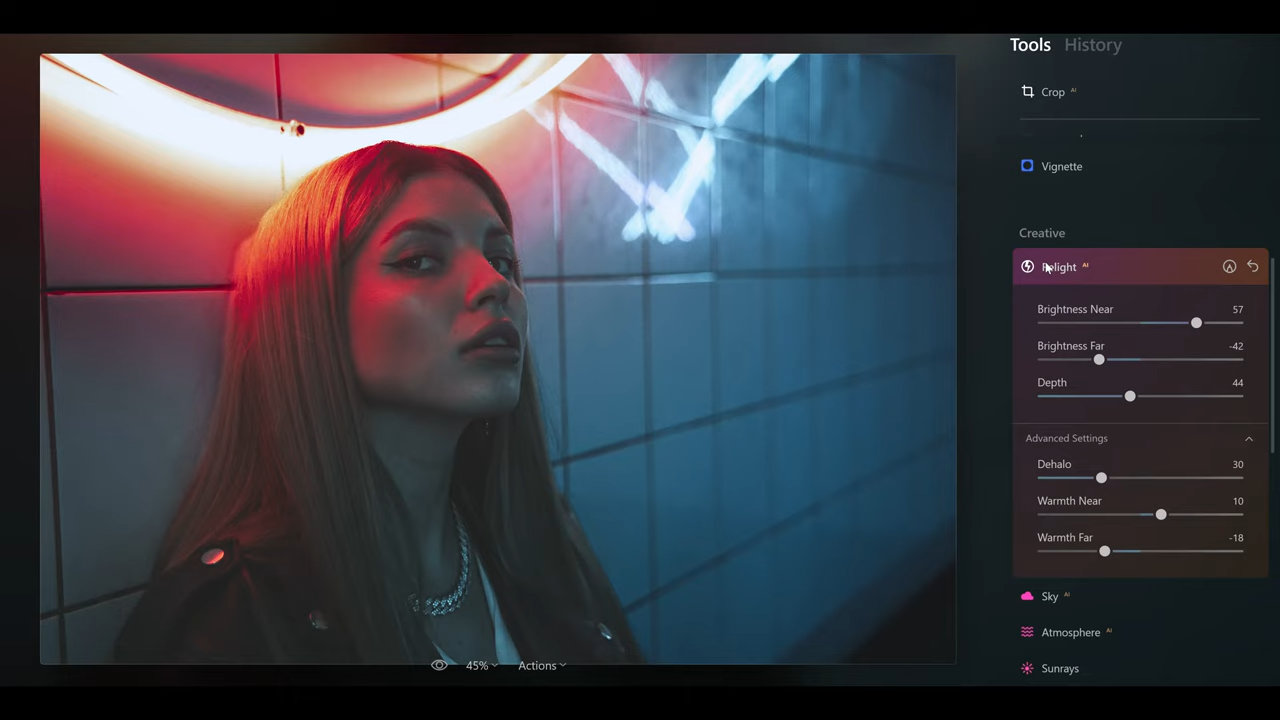 Tools History
Crop AI
Vignette
Creative
Relight AI
Brightness Near 57
Brightness Far -42
Depth 44
Advanced Settings
Dehalo 30
Warmth Near 10
Warmth Far -18
Sky AI
Atmosphere AI
Sunrays
45% Actions